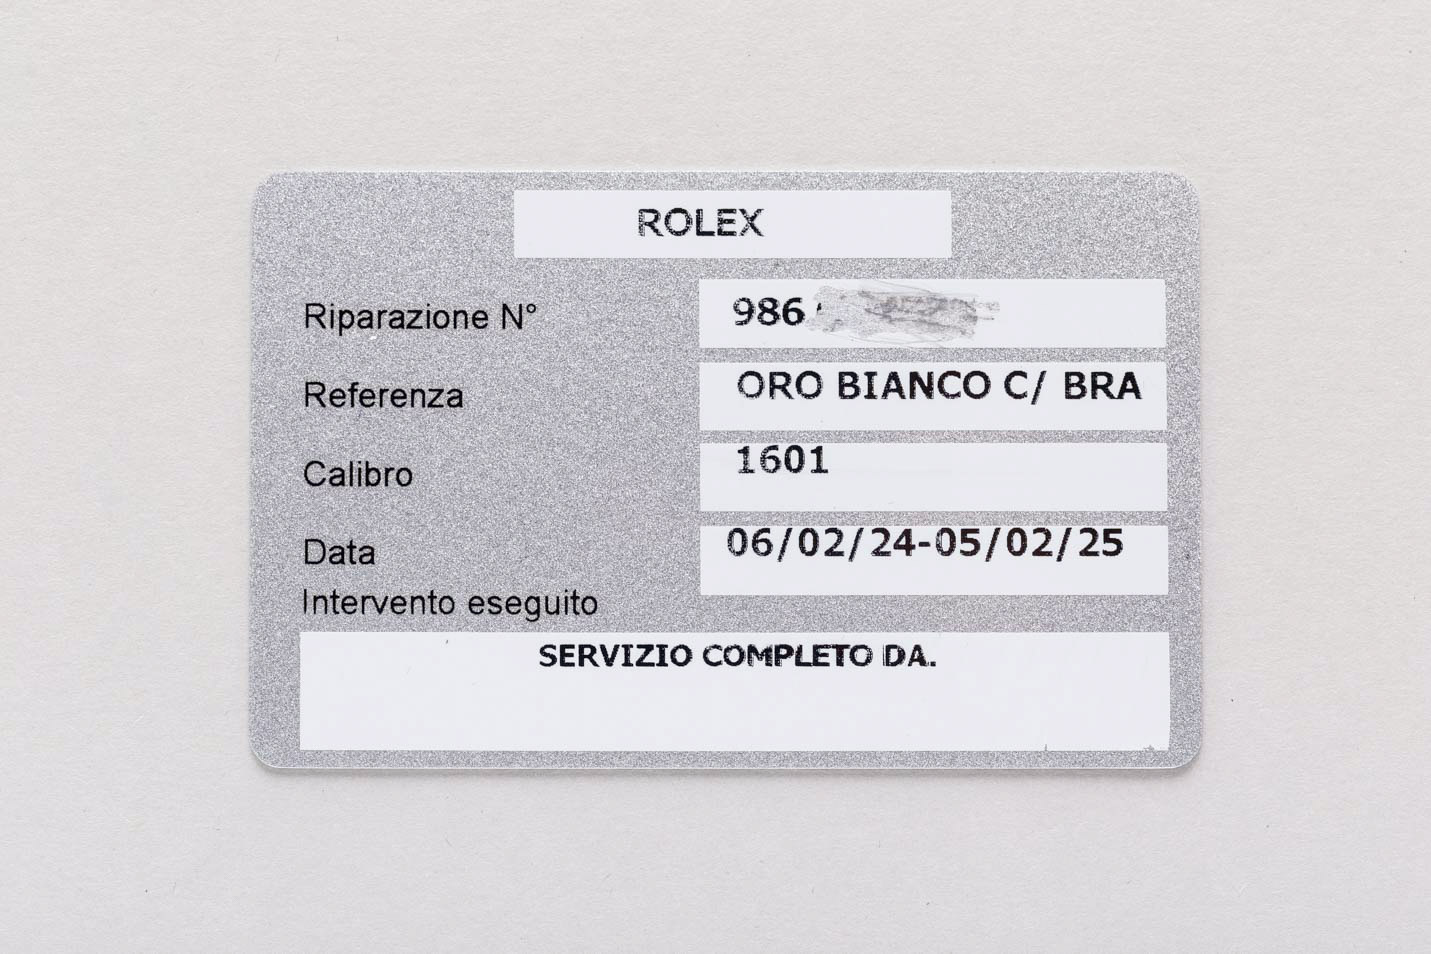 ROLEX
Riparazione N° 986
Referenza ORO BIANCO C/ BRA
Calibro 1601
Data 06/02/24-05/02/25
Intervento eseguito
SERVIZIO COMPLETO DA.